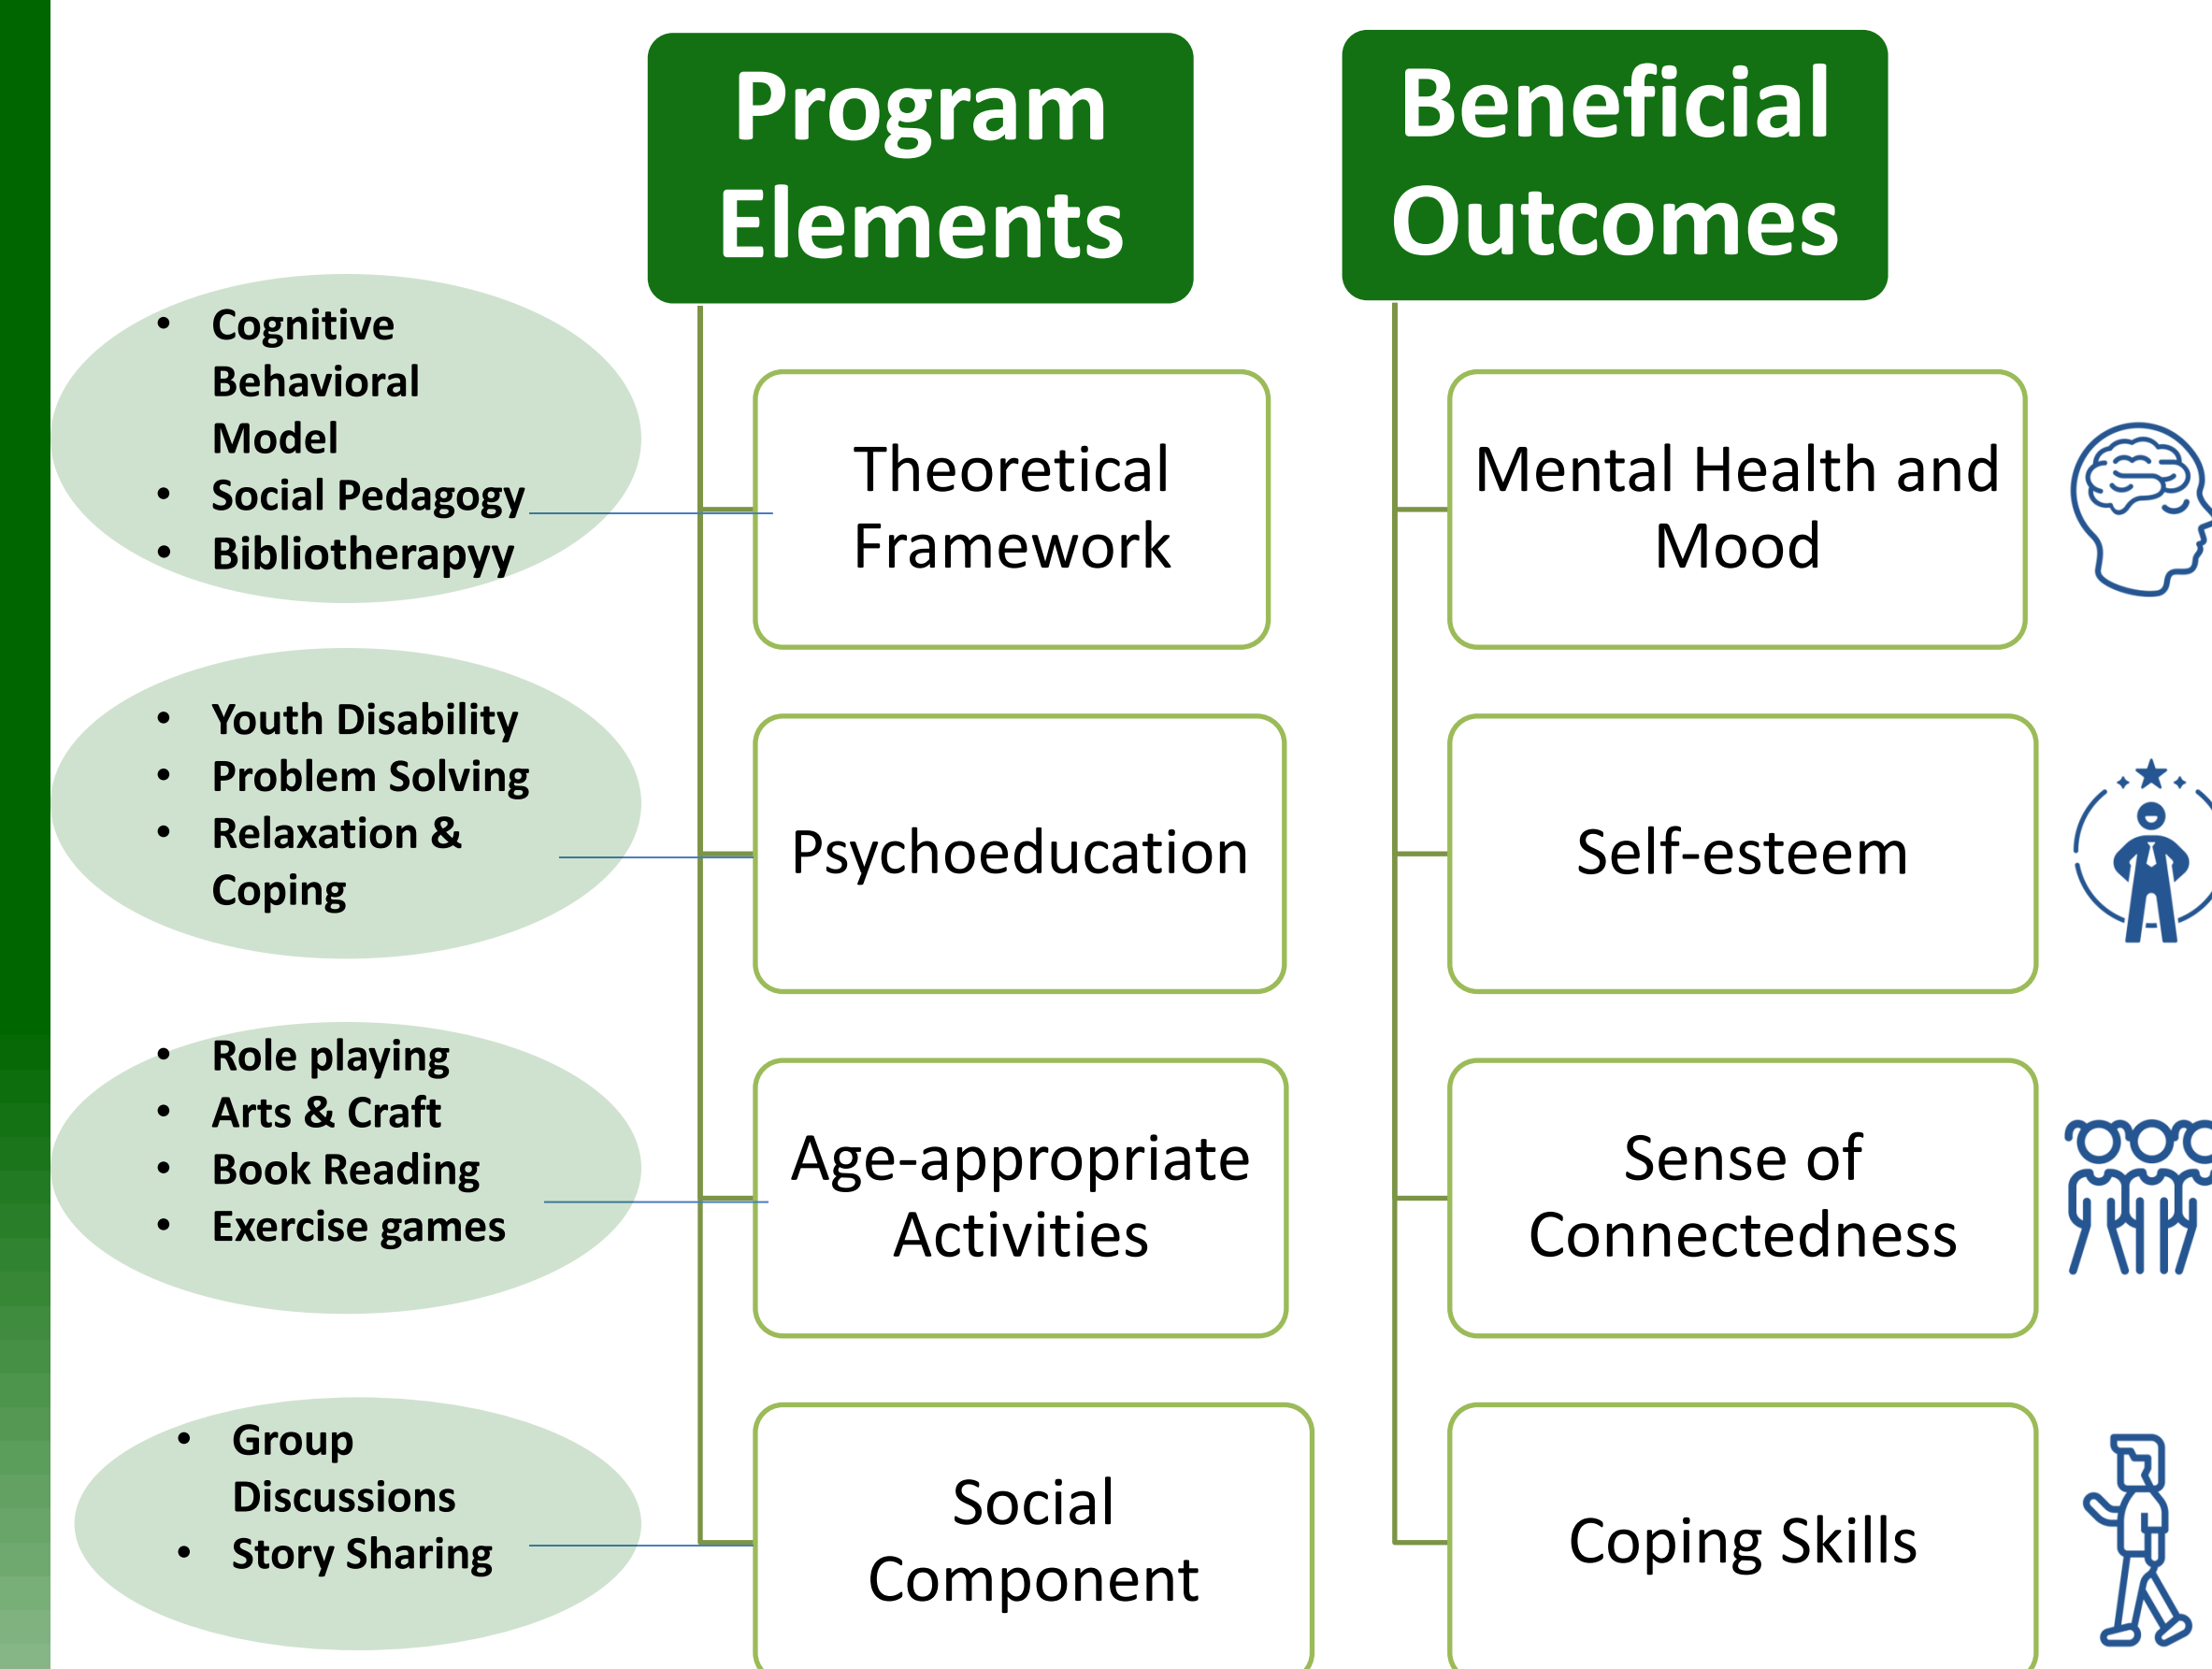 Program
Elements
Beneficial
Outcomes
• Cognitive
Behavioral
Model
• Social Pedagogy
• Bibliotherapyy
Theoretical
Framework
Mental Health and
Mood
• Youth Disability
• Problem Solving
• Relaxation &
Coping
Psychoeducation
Self-esteem
• Role playing
• Arts & Craft
• Book Reading
• Exercise games
Age-appropriate
Activities
Sense of
Connectedness
• Group
Discussions
• Story Sharing
Social
Component
Coping Skills